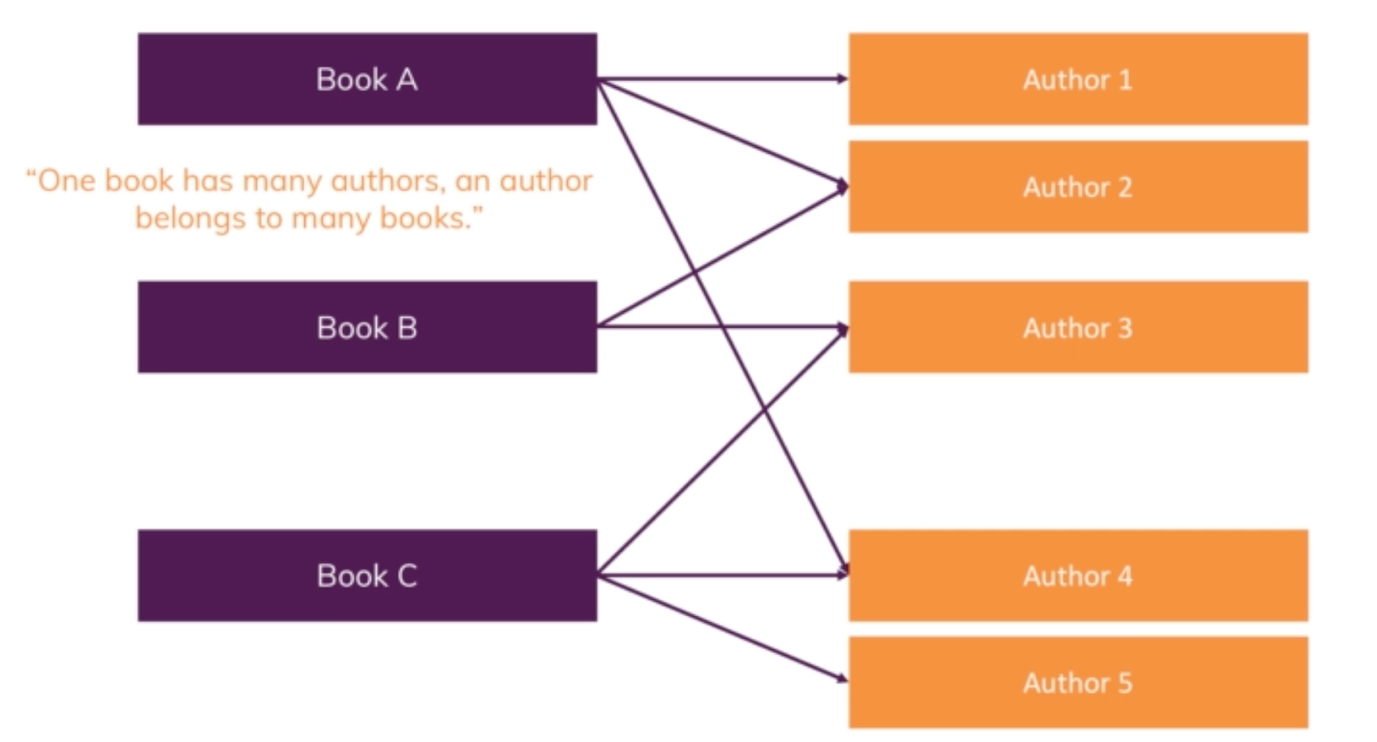 Book A
Author 1
Author 2
“One book has many authors, an author
belongs to many books.”
Book B
Author 3
Book C
Author 4
Author 5